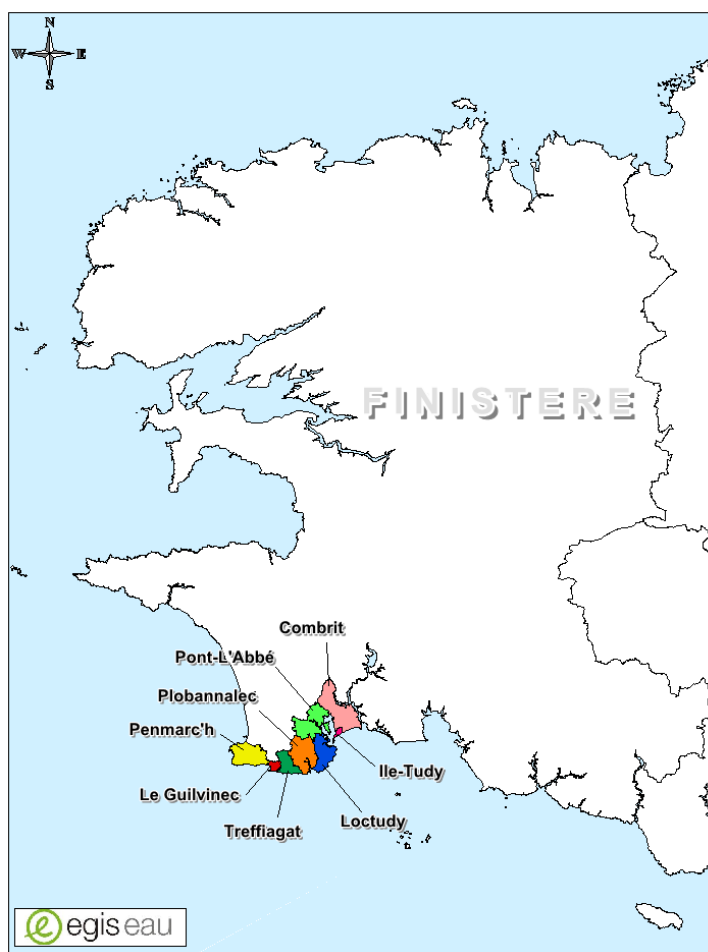 N
W E
S
FINISTERE
Combrit
Pont-L'Abbé
Plobannalec
Penmarc'h
Ile-Tudy
Le Guilvinec
Loctudy
Treffiagat
egis eau